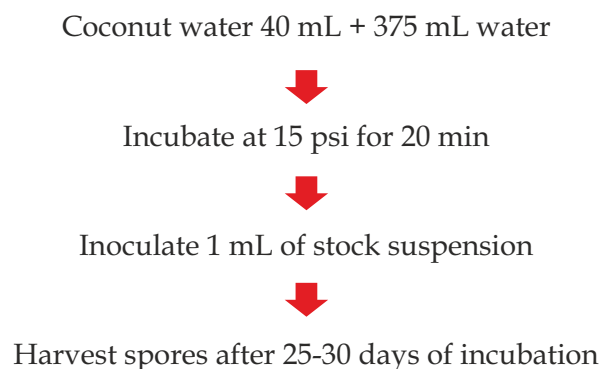 Coconut water 40 mL + 375 mL water
Incubate at 15 psi for 20 min
Inoculate 1 mL of stock suspension
Harvest spores after 25-30 days of incubation